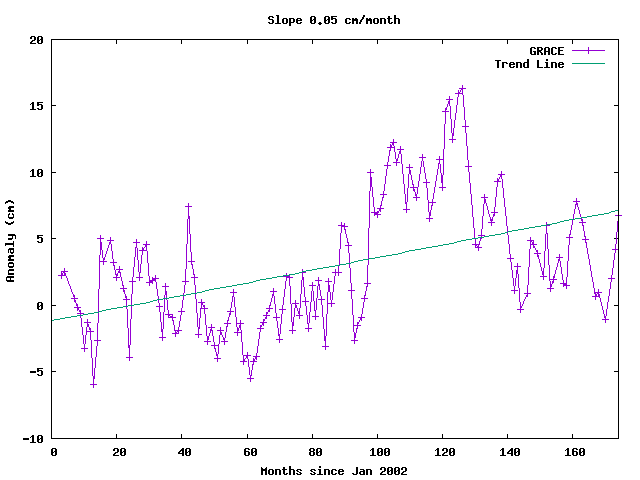 Slope 0.05 cm/month
GRACE
Trend Line
20
15
10
5
0
-5
-10
Anomaly (cm)
0 20 40 60 80 100 120 140 160
Months since Jan 2002